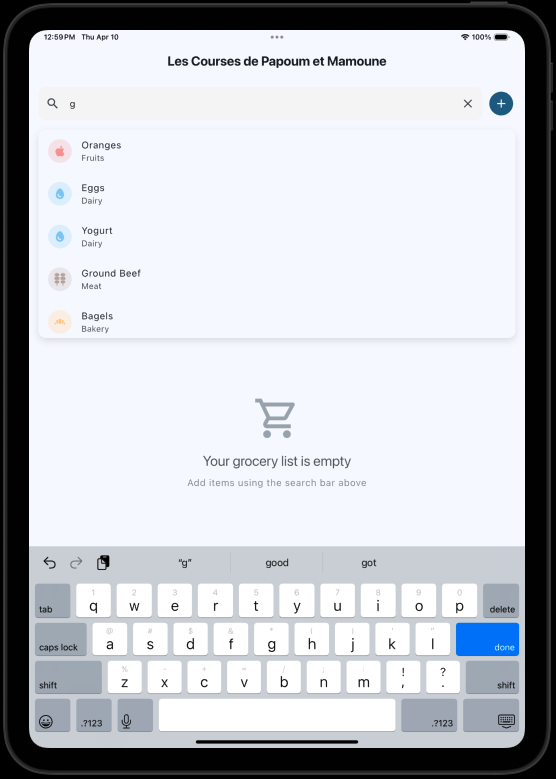 12:59 PM Thu Apr 10
100%
Les Courses de Papoum et Mamoune
g
Oranges
Fruits
Eggs
Dairy
Yogurt
Dairy
Ground Beef
Meat
Bagels
Bakery
Your grocery list is empty
Add items using the search bar above
“g” good got
1 2 3 4 5 6 7 8 9 0
tab q w e r t y u i o p delete
@ # $ & * ( ) ' "
caps lock a s d f g h j k l done
% - + = / ; : ! ?
shift z x c v b n m , . shift
.?123 .?123